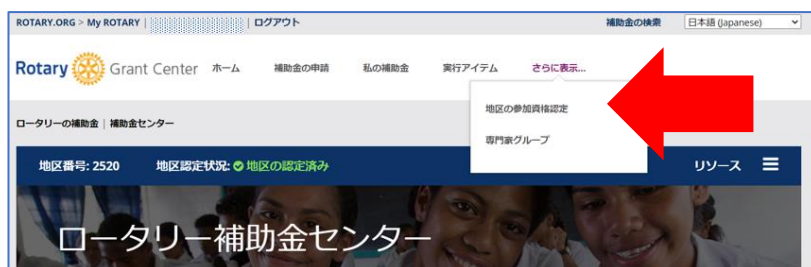 ROTARY.ORG > My ROTARY | | ログアウト 補助金の検索 日本語 (Japanese)
Rotary Grant Center ホーム 補助金の申請 私の補助金 実行アイテム さらに表示...
地区の参加資格認定
ロータリーの補助金 | 補助金センター
専門家グループ
地区番号: 2520 地区認定状況: 地区の認定済み リソース
ロータリー補助金センター